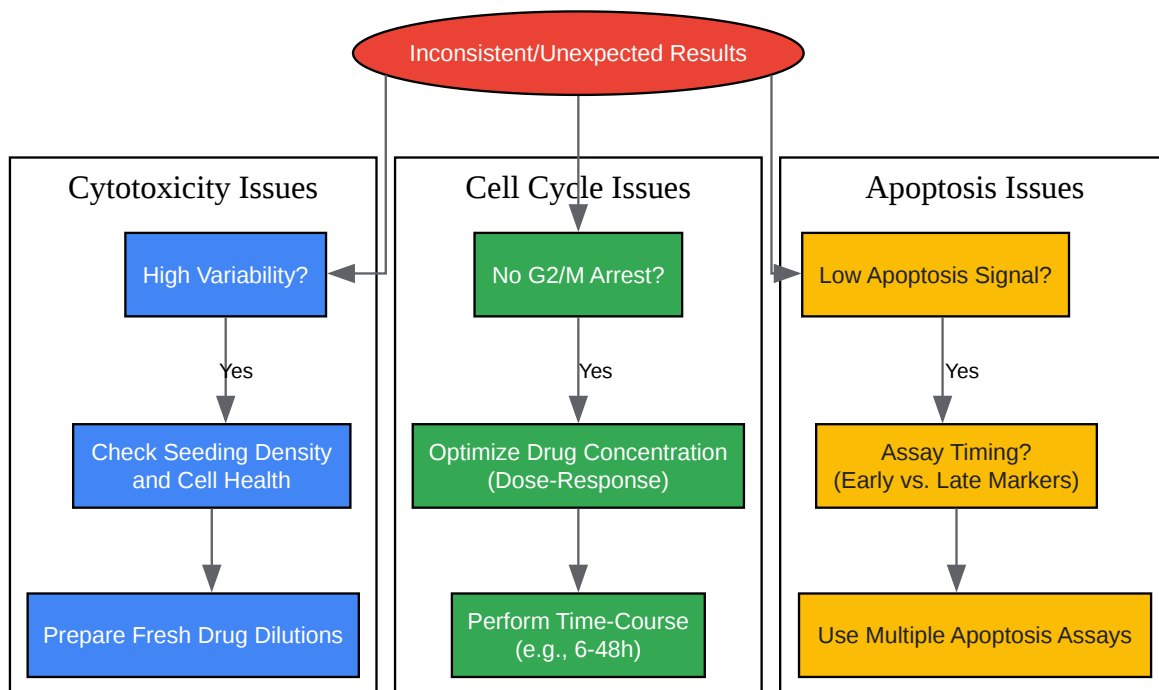 Inconsistent/Unexpected Results
Cytotoxicity Issues
High Variability?
Yes
Check Seeding Density
and Cell Health
Prepare Fresh Drug Dilutions
Cell Cycle Issues
No G2/M Arrest?
Yes
Optimize Drug Concentration
(Dose-Response)
Perform Time-Course
(e.g., 6-48h)
Apoptosis Issues
Low Apoptosis Signal?
Yes
Assay Timing?
(Early vs. Late Markers)
Use Multiple Apoptosis Assays